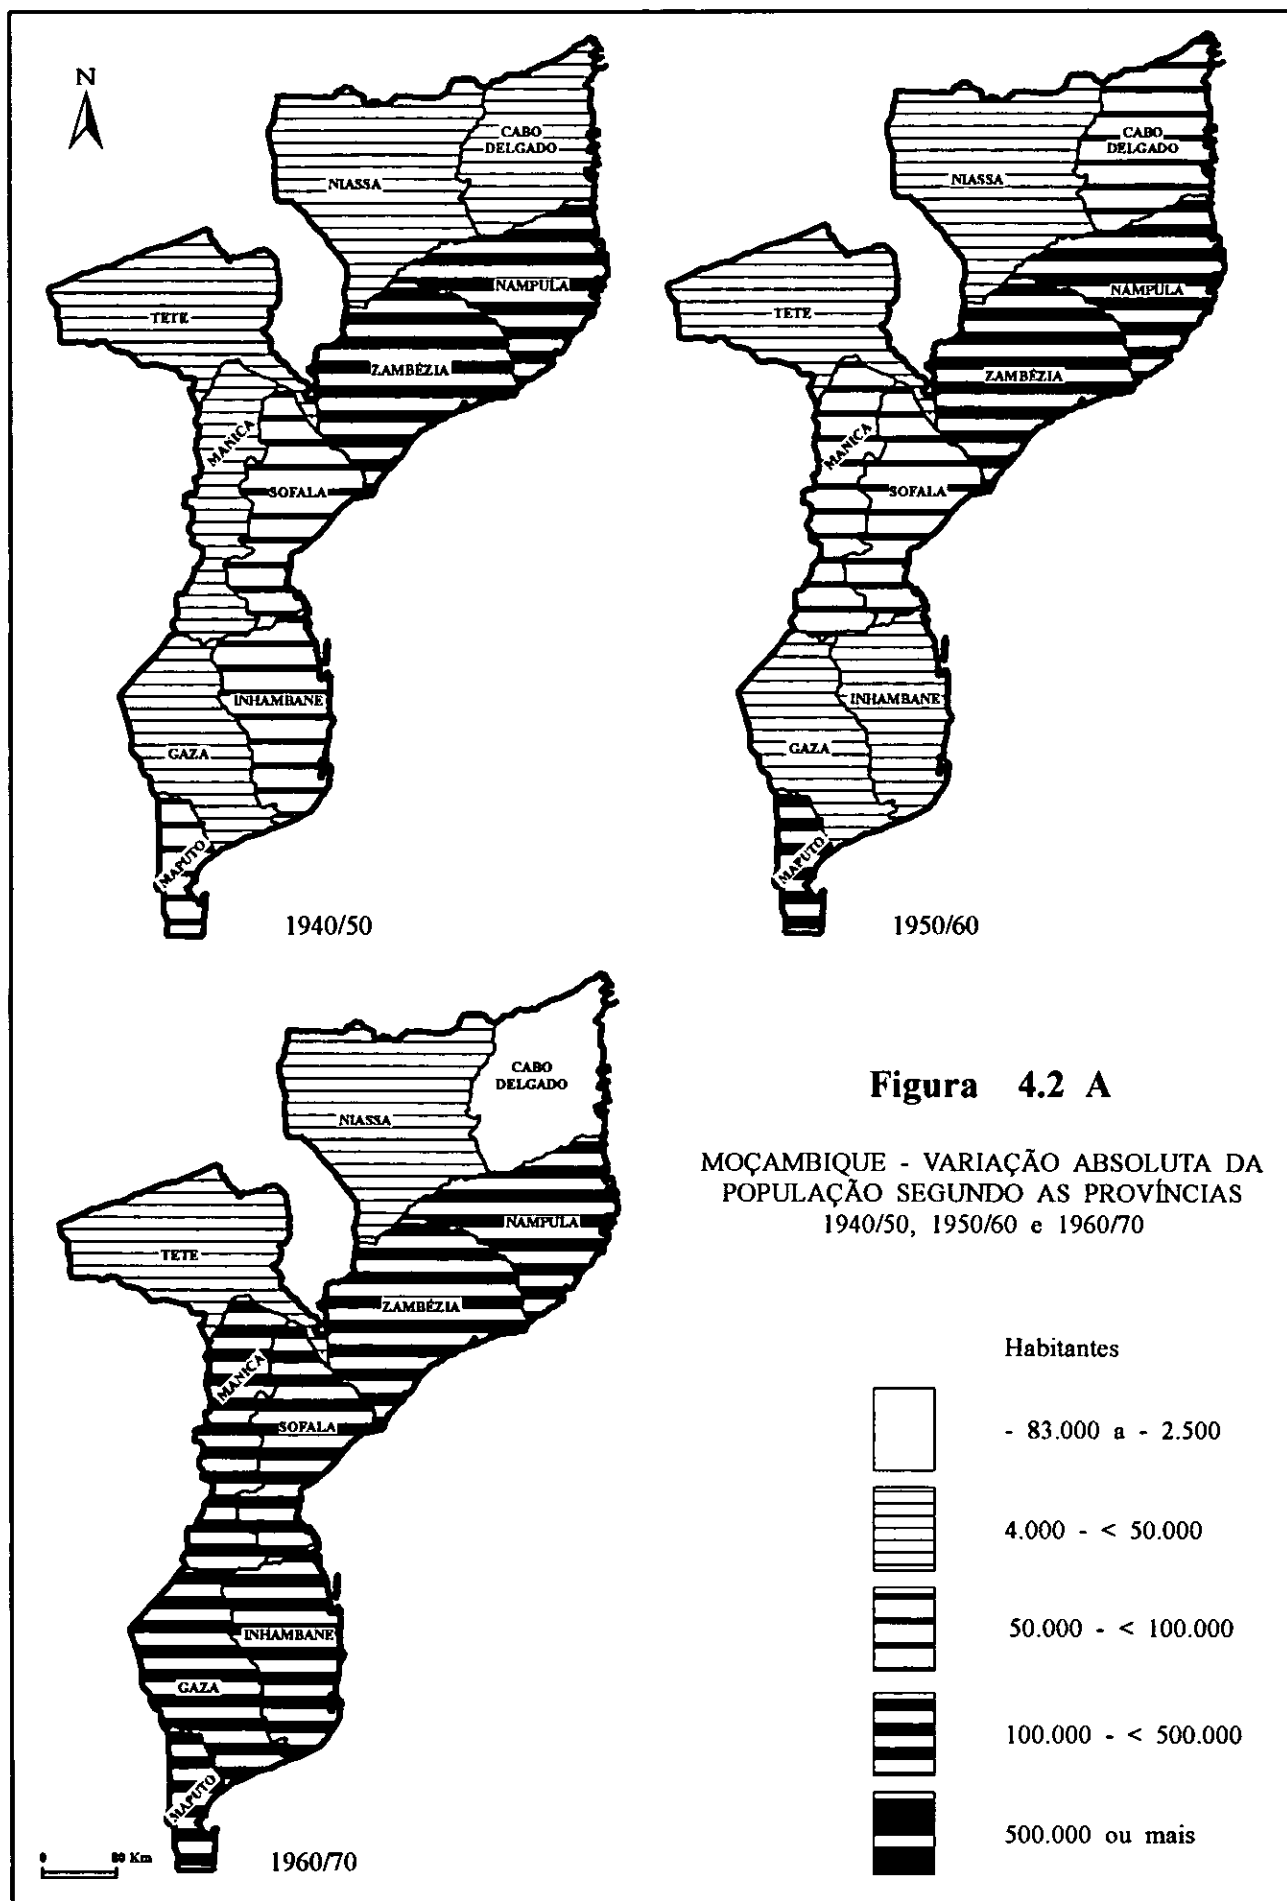 N
CABO
DELGADO
NIASSA
NAMPULA
TETE
ZAMBÉZIA
MANICA
SOFALA
INHAMBANE
GAZA
MAPUTO
1940/50
CABO
DELGADO
NIASSA
NAMPULA
TETE
ZAMBÉZIA
MANICA
SOFALA
INHAMBANE
GAZA
MAPUTO
1950/60
CABO
DELGADO
NIASSA
NAMPULA
TETE
ZAMBÉZIA
MANICA
SOFALA
INHAMBANE
GAZA
MAPUTO
0 80 Km
1960/70
Figura 4.2 A
MOÇAMBIQUE - VARIAÇÃO ABSOLUTA DA
POPULAÇÃO SEGUNDO AS PROVÍNCIAS
1940/50, 1950/60 e 1960/70
Habitantes
- 83.000 a - 2.500
4.000 - < 50.000
50.000 - < 100.000
100.000 - < 500.000
500.000 ou mais